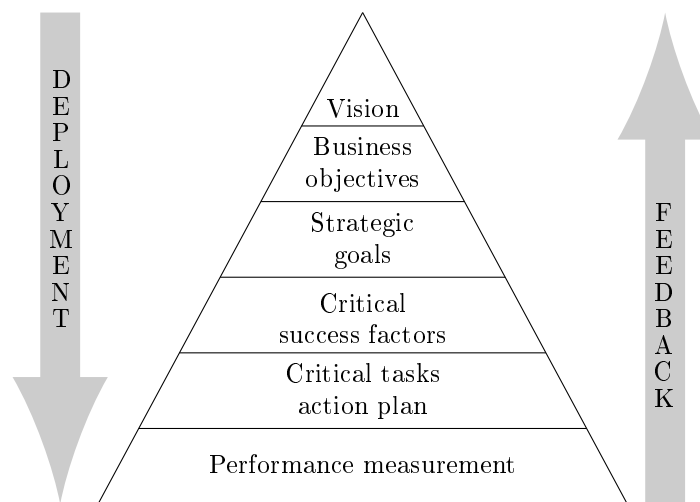 DEPLOYMENT
Vision
Business
objectives
Strategic
goals
Critical
success factors
Critical tasks
action plan
Performance measurement
FEEDBACK